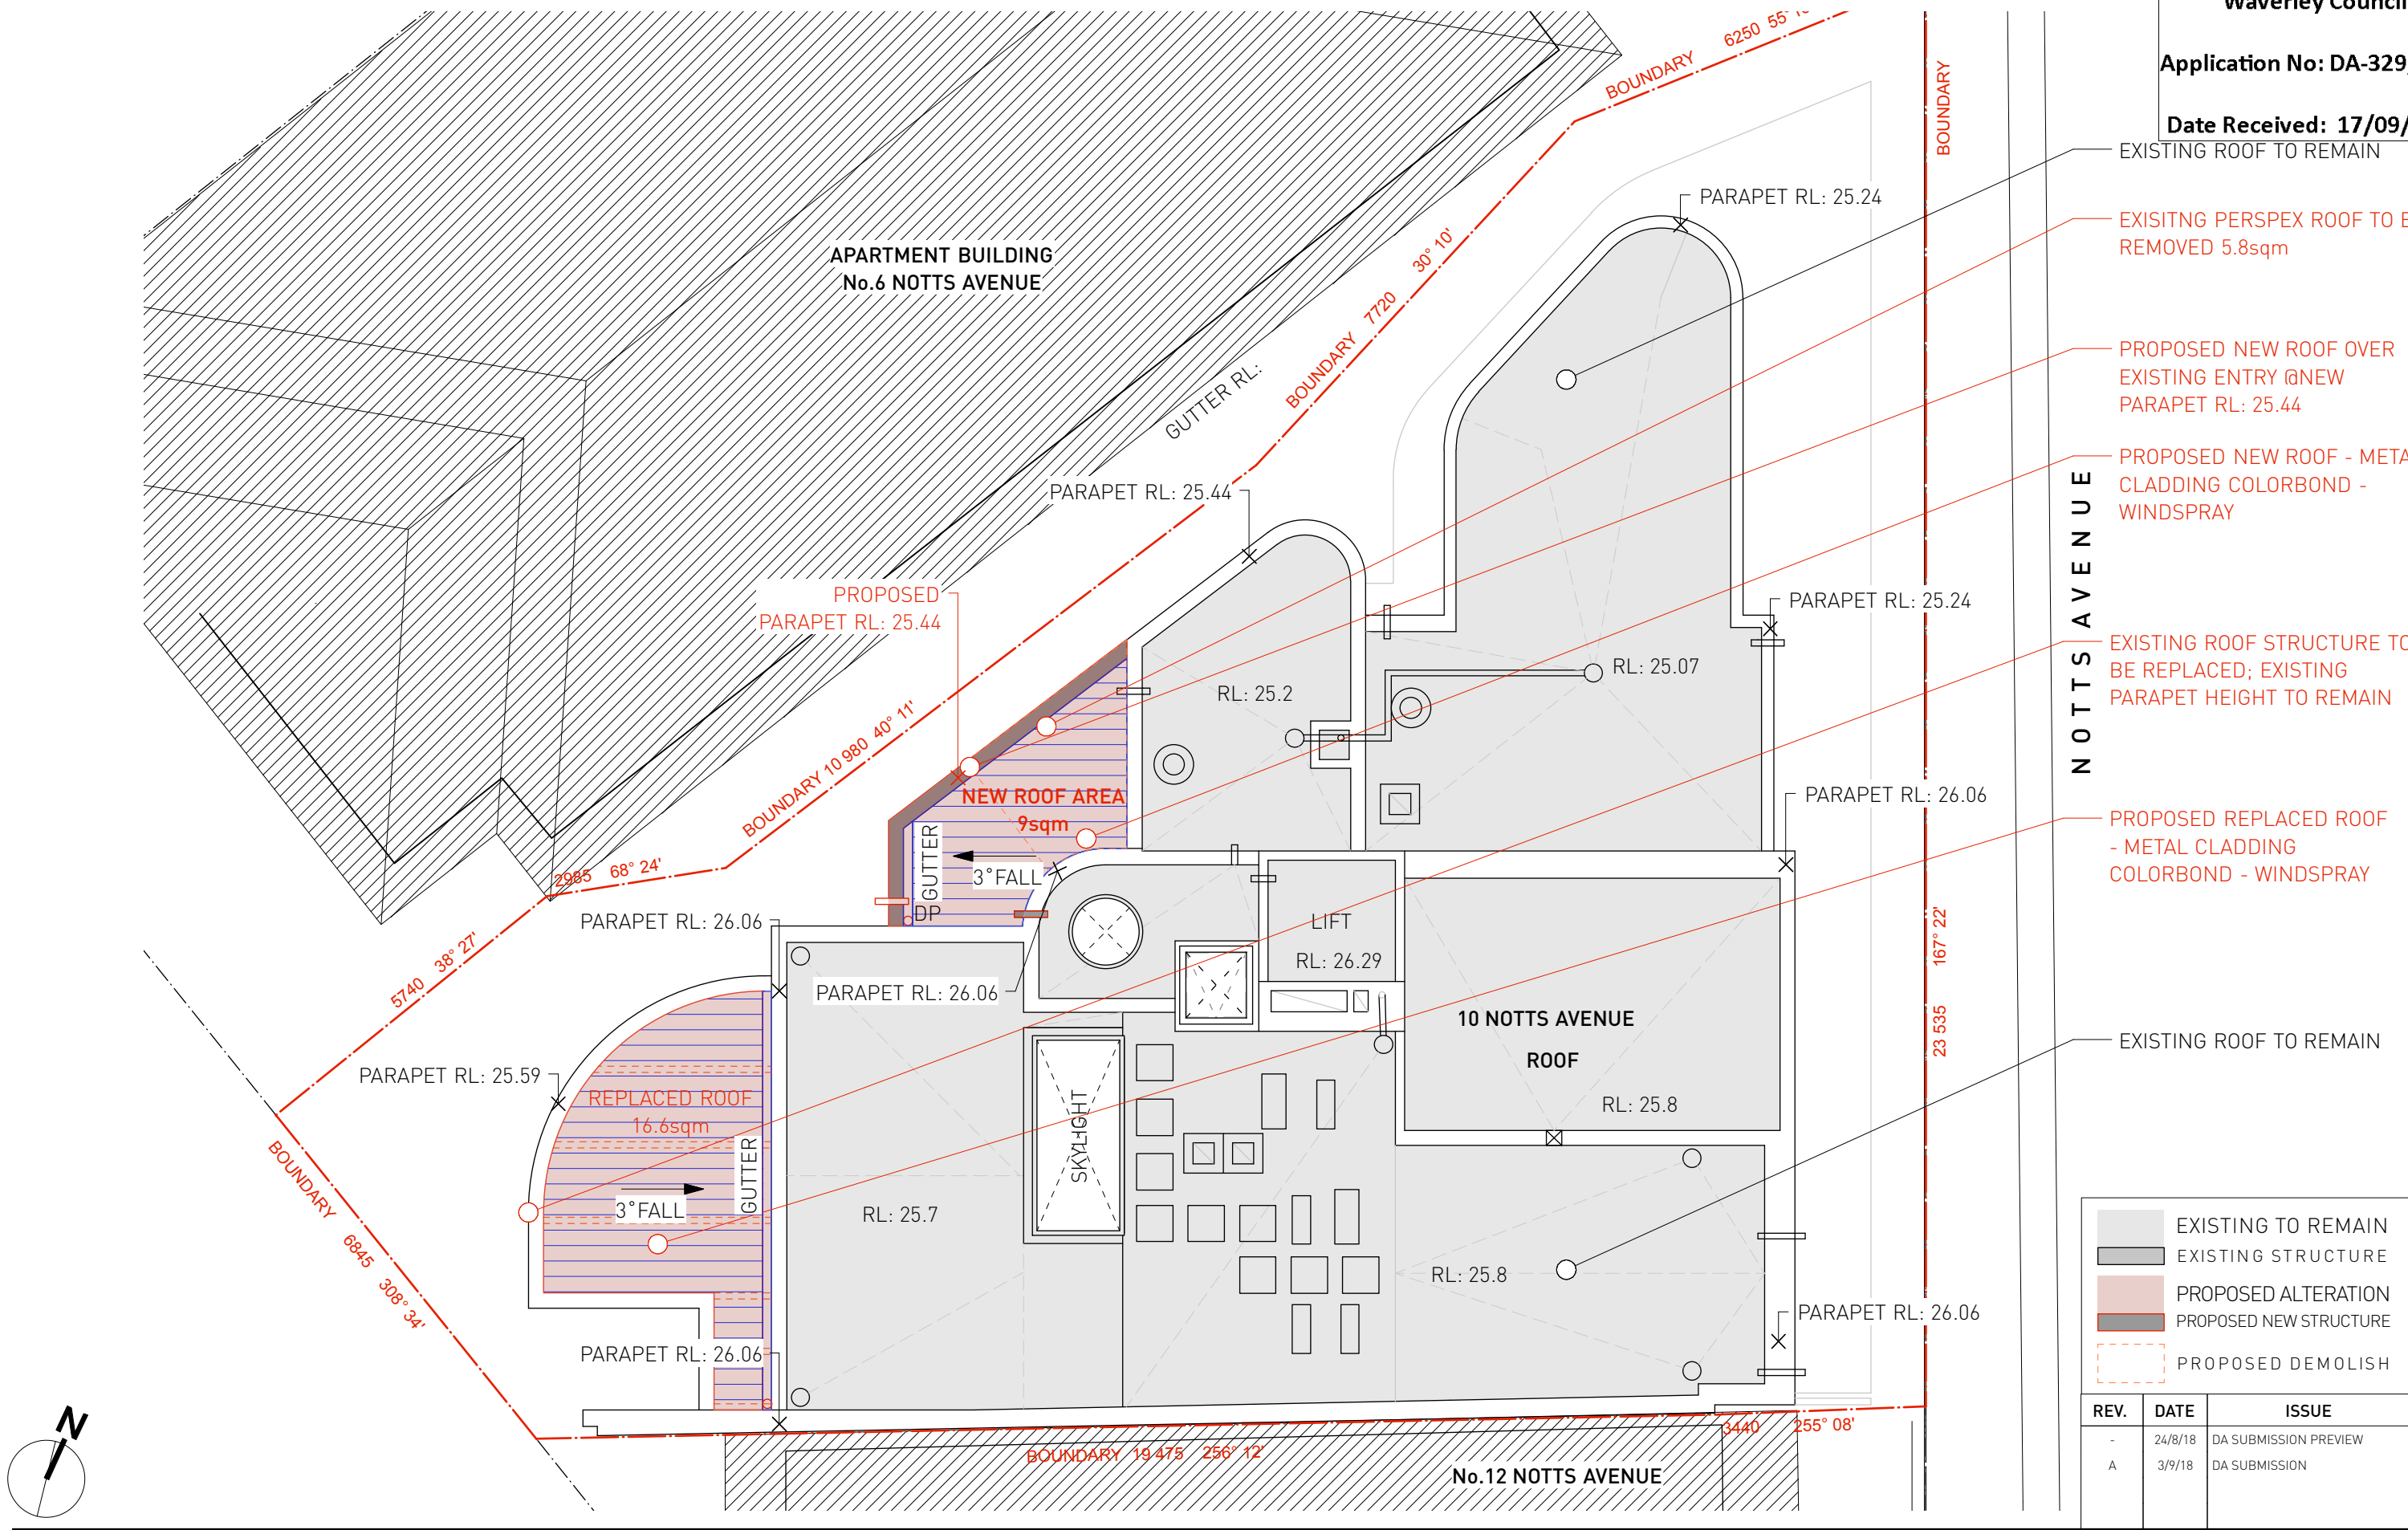 Waverley Council
Application No: DA-329
Date Received: 17/09/
BOUNDARY 6250
BOUNDARY
EXISTING ROOF TO REMAIN
PARAPET RL: 25.24
EXISITNG PERSPEX ROOF TO
REMOVED 5.8sqm
APARTMENT BUILDING
No.6 NOTTS AVENUE
BOUNDARY 7720 30° 10'
GUTTER RL:
PROPOSED NEW ROOF OVER
EXISTING ENTRY @NEW
PARAPET RL: 25.44
PROPOSED NEW ROOF -
CLADDING COLORBOND -
WINDSPRAY
NOTTS AVENUE
PARAPET RL: 25.44
PROPOSED
PARAPET RL: 25.44
PARAPET RL: 25.24
EXISTING ROOF STRUCTURE TO
BE REPLACED; EXISTING
PARAPET HEIGHT TO REMAIN
RL: 25.07
RL: 25.2
BOUNDARY 10 980 40° 11'
NEW ROOF AREA
9sqm
PARAPET RL: 26.06
PROPOSED REPLACED ROOF
- METAL CLADDING
COLORBOND - WINDSPRAY
GUTTER
3°FALL
DP
2985 68° 24'
PARAPET RL: 26.06
LIFT
RL: 26.29
5740 38° 27'
PARAPET RL: 26.06
10 NOTTS AVENUE
ROOF
23 535 167° 22'
EXISTING ROOF TO REMAIN
PARAPET RL: 25.59
REPLACED ROOF
16.6sqm
GUTTER
3°FALL
SKYLIGHT
RL: 25.8
RL: 25.7
RL: 25.8
BOUNDARY 6845 308° 34'
PARAPET RL: 26.06
PARAPET RL: 26.06
EXISTING TO REMAIN
EXISTING STRUCTURE
PROPOSED ALTERATION
PROPOSED NEW STRUCTURE
PROPOSED DEMOLISH
N
BOUNDARY 19 475 256° 12'
3440 255° 08'
No.12 NOTTS AVENUE
REV. DATE ISSUE
- 24/8/18 DA SUBMISSION PREVIEW
A 3/9/18 DA SUBMISSION